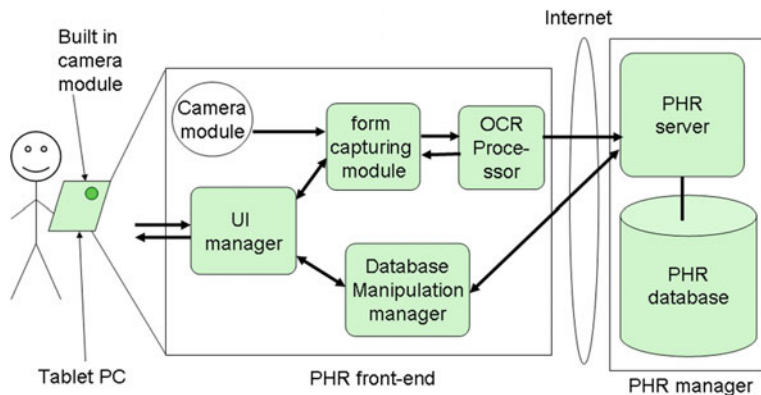 Built in
camera
module
Camera
module
form
capturing
module
OCR
Proce-
ssor
UI
manager
Database
Manipulation
manager
Internet
PHR
server
PHR
database
Tablet PC
PHR front-end
PHR manager